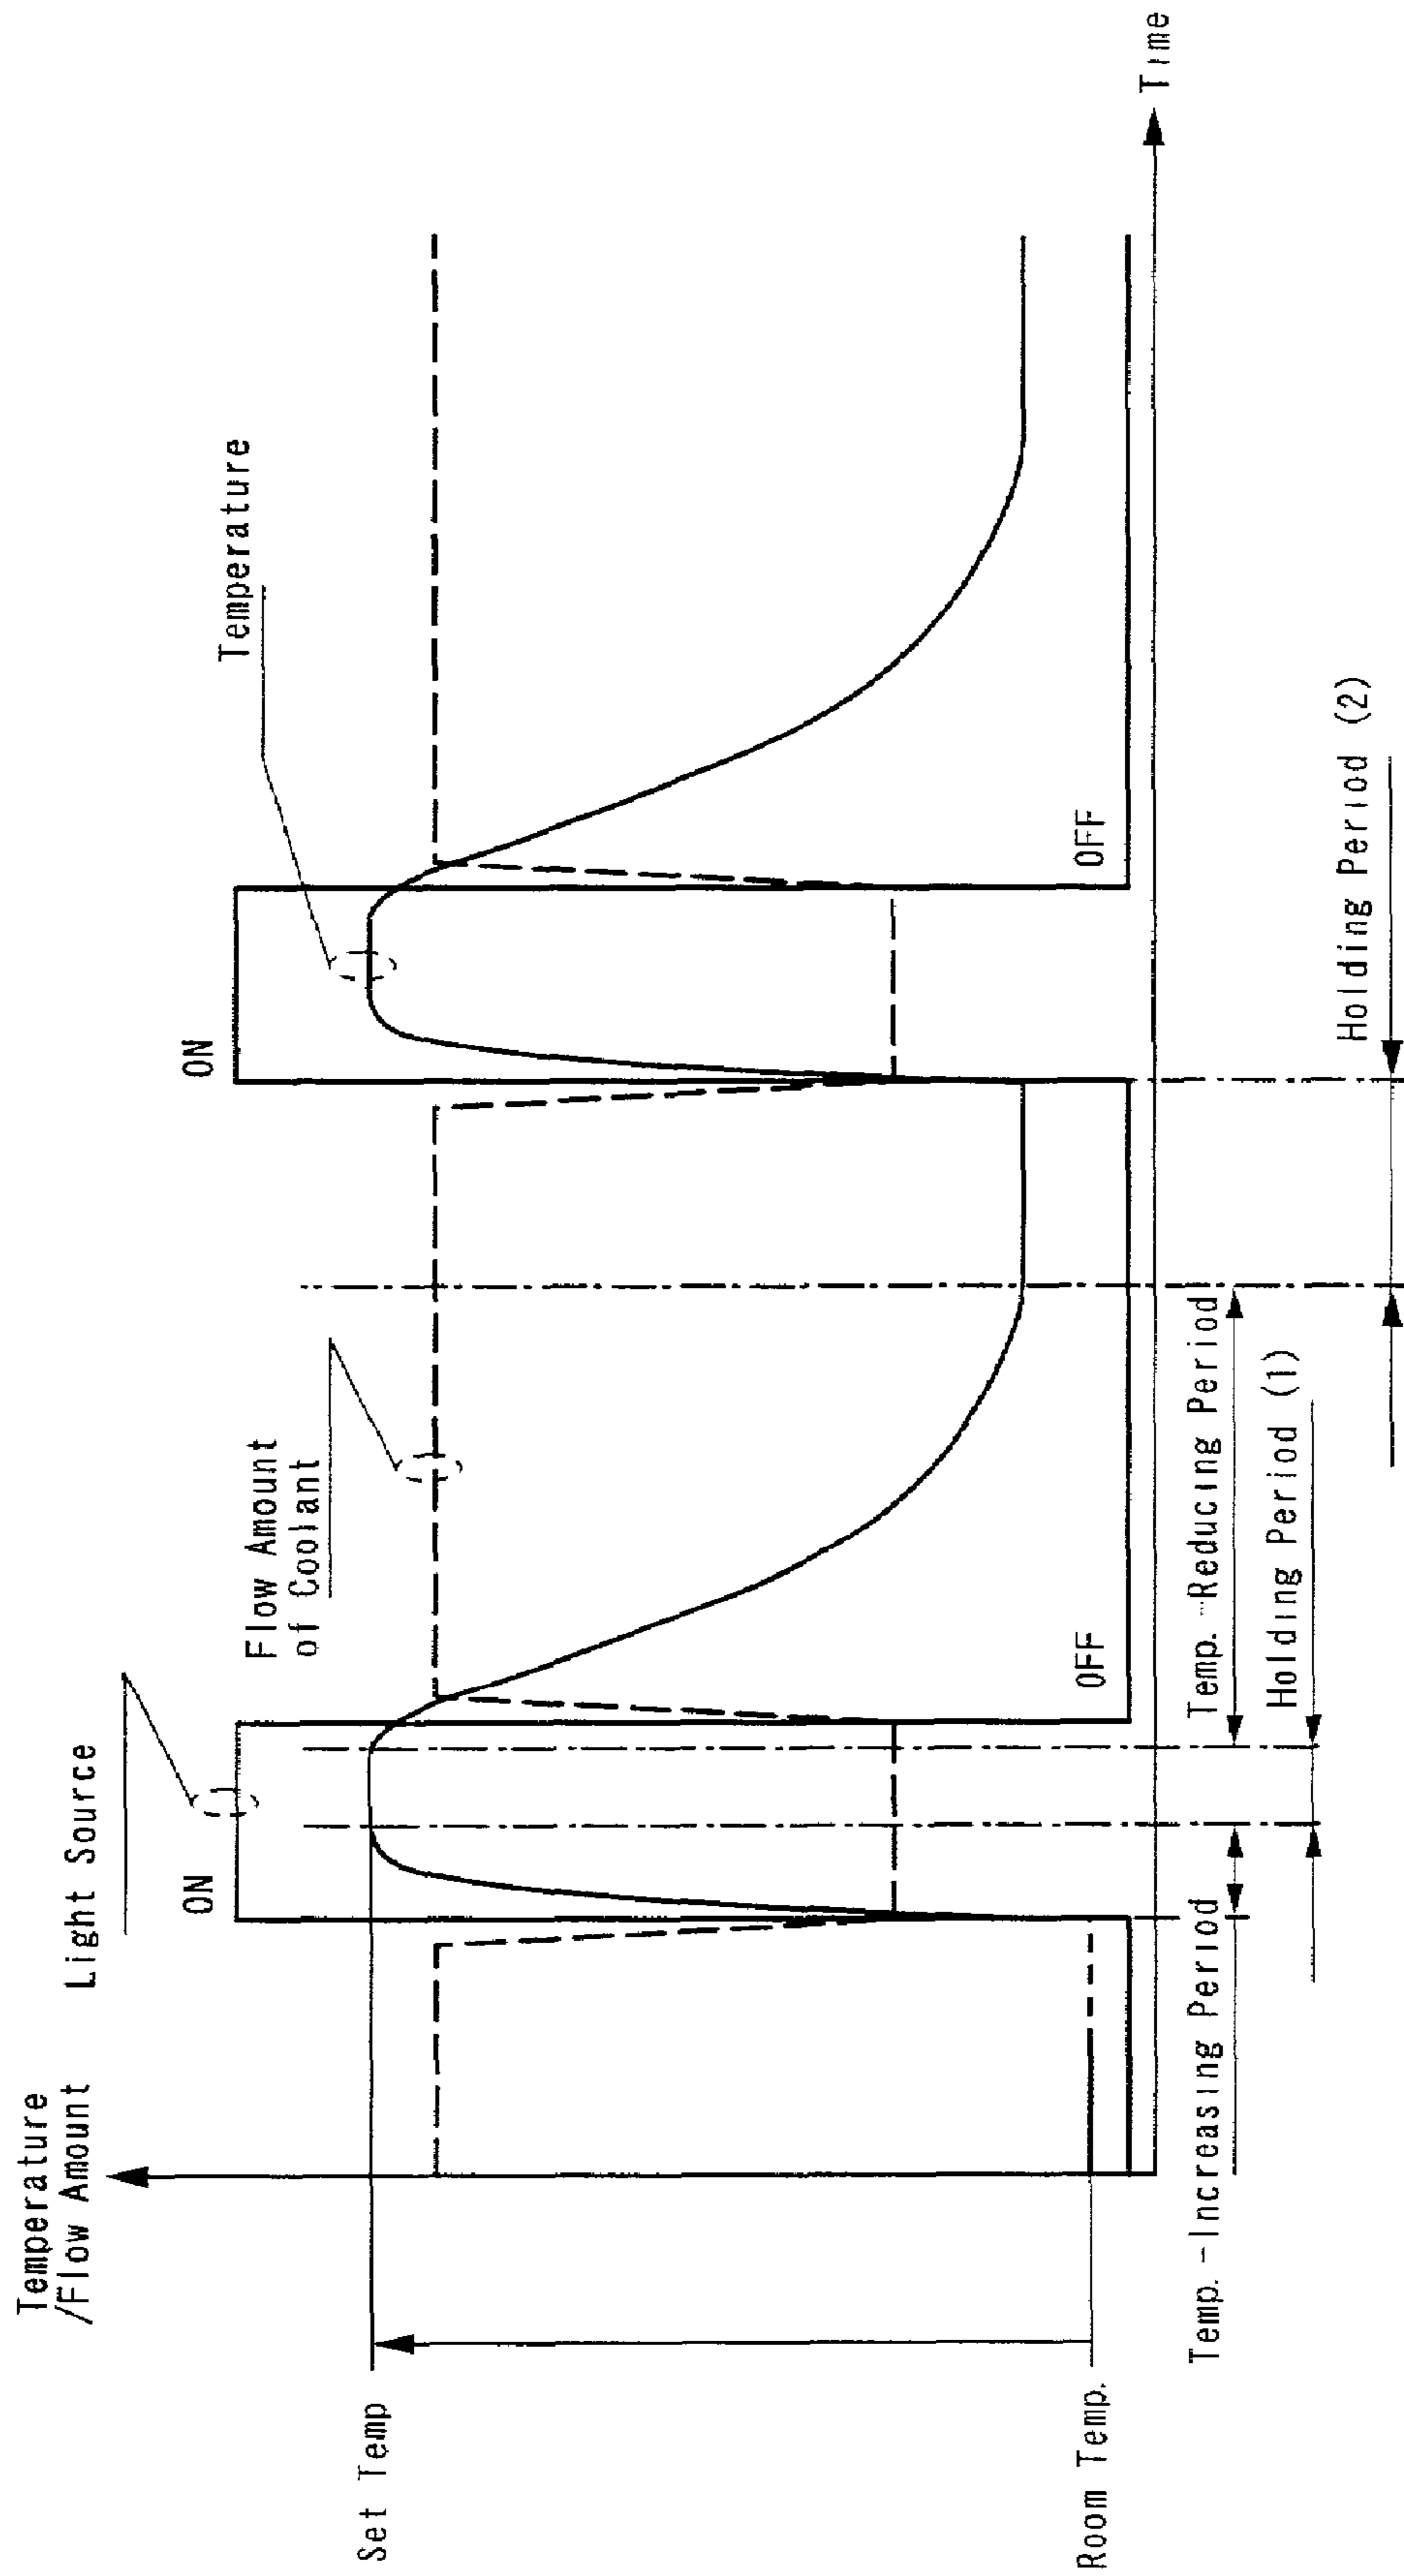 Temperature
/Flow Amount
Light Source
ON
Flow Amount
of Coolant
ON
Temperature
Set Temp
OFF
OFF
Room Temp.
Time
Temp.-Increasing Period
Temp.-Reducing Period
Holding Period (1)
Holding Period (2)